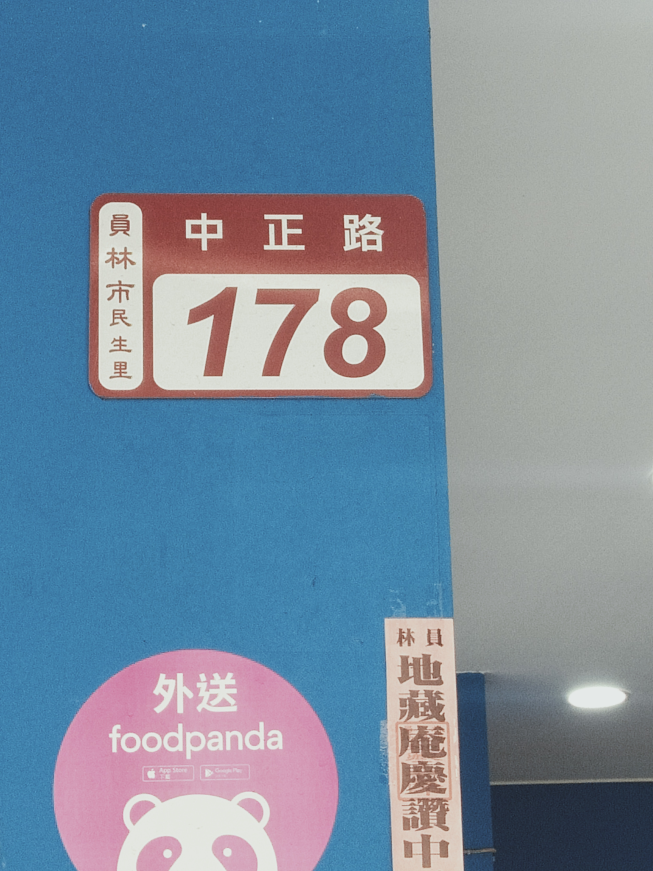 員林市民生里
中正路
178
外送
foodpanda
App Store
Google Play
員林
地藏庵慶讚中